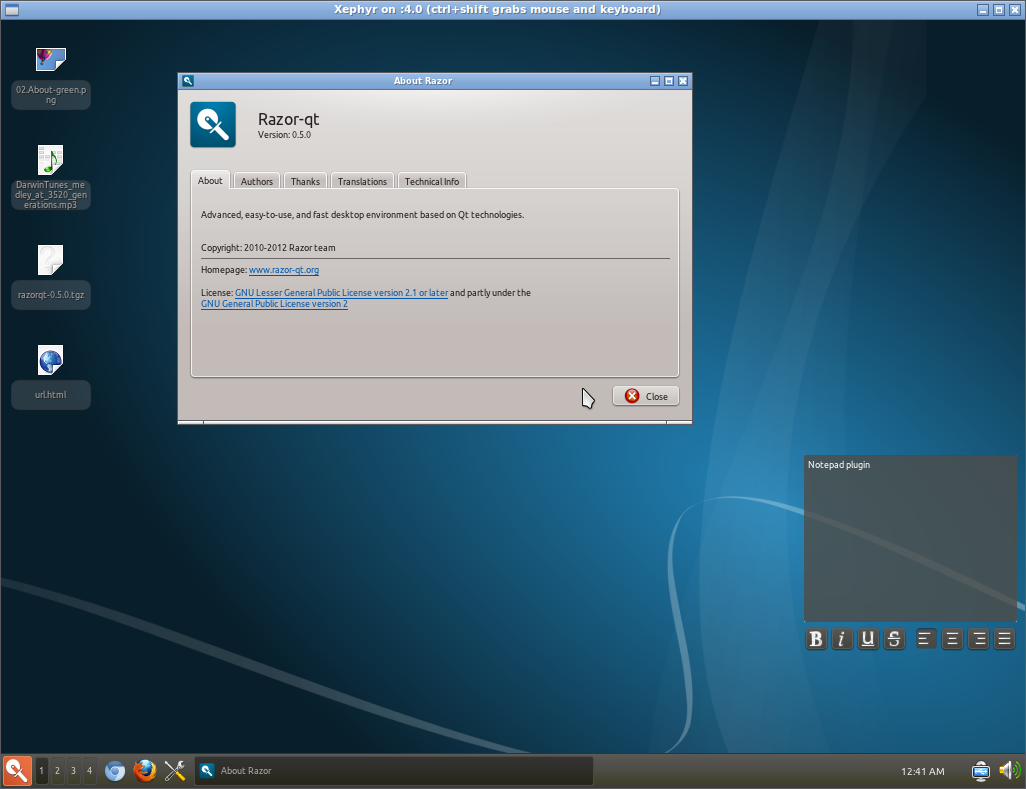 Xephyr on :4.0 (ctrl+shift grabs mouse and keyboard)
02.About-green.p
ng
DarwinTunes_me
dley_at_3520_gen
erations.mp3
razorqt-0.5.0.tgz
url.html
About Razor
Razor-qt
Version: 0.5.0
About Authors Thanks Translations Technical Info
Advanced, easy-to-use, and fast desktop environment based on Qt technologies.
Copyright: 2010-2012 Razor team
Homepage: www.razor-qt.org
License: GNU Lesser General Public License version 2.1 or later and partly under the
GNU General Public License version 2
Close
Notepad plugin
B i U S
1 2 3 4 About Razor 12:41 AM